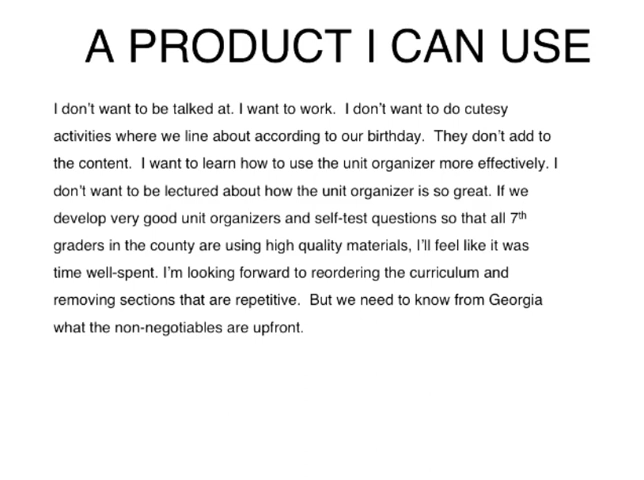 A PRODUCT I CAN USE
I don't want to be talked at. I want to work.  I don't want to do cutesy
activities where we line about according to our birthday.  They don't add to
the content.  I want to learn how to use the unit organizer more effectively. I
don't want to be lectured about how the unit organizer is so great. If we
develop very good unit organizers and self-test questions so that all 7th
graders in the county are using high quality materials, I'll feel like it was
time well-spent. I'm looking forward to reordering the curriculum and
removing sections that are repetitive.  But we need to know from Georgia
what the non-negotiables are upfront.